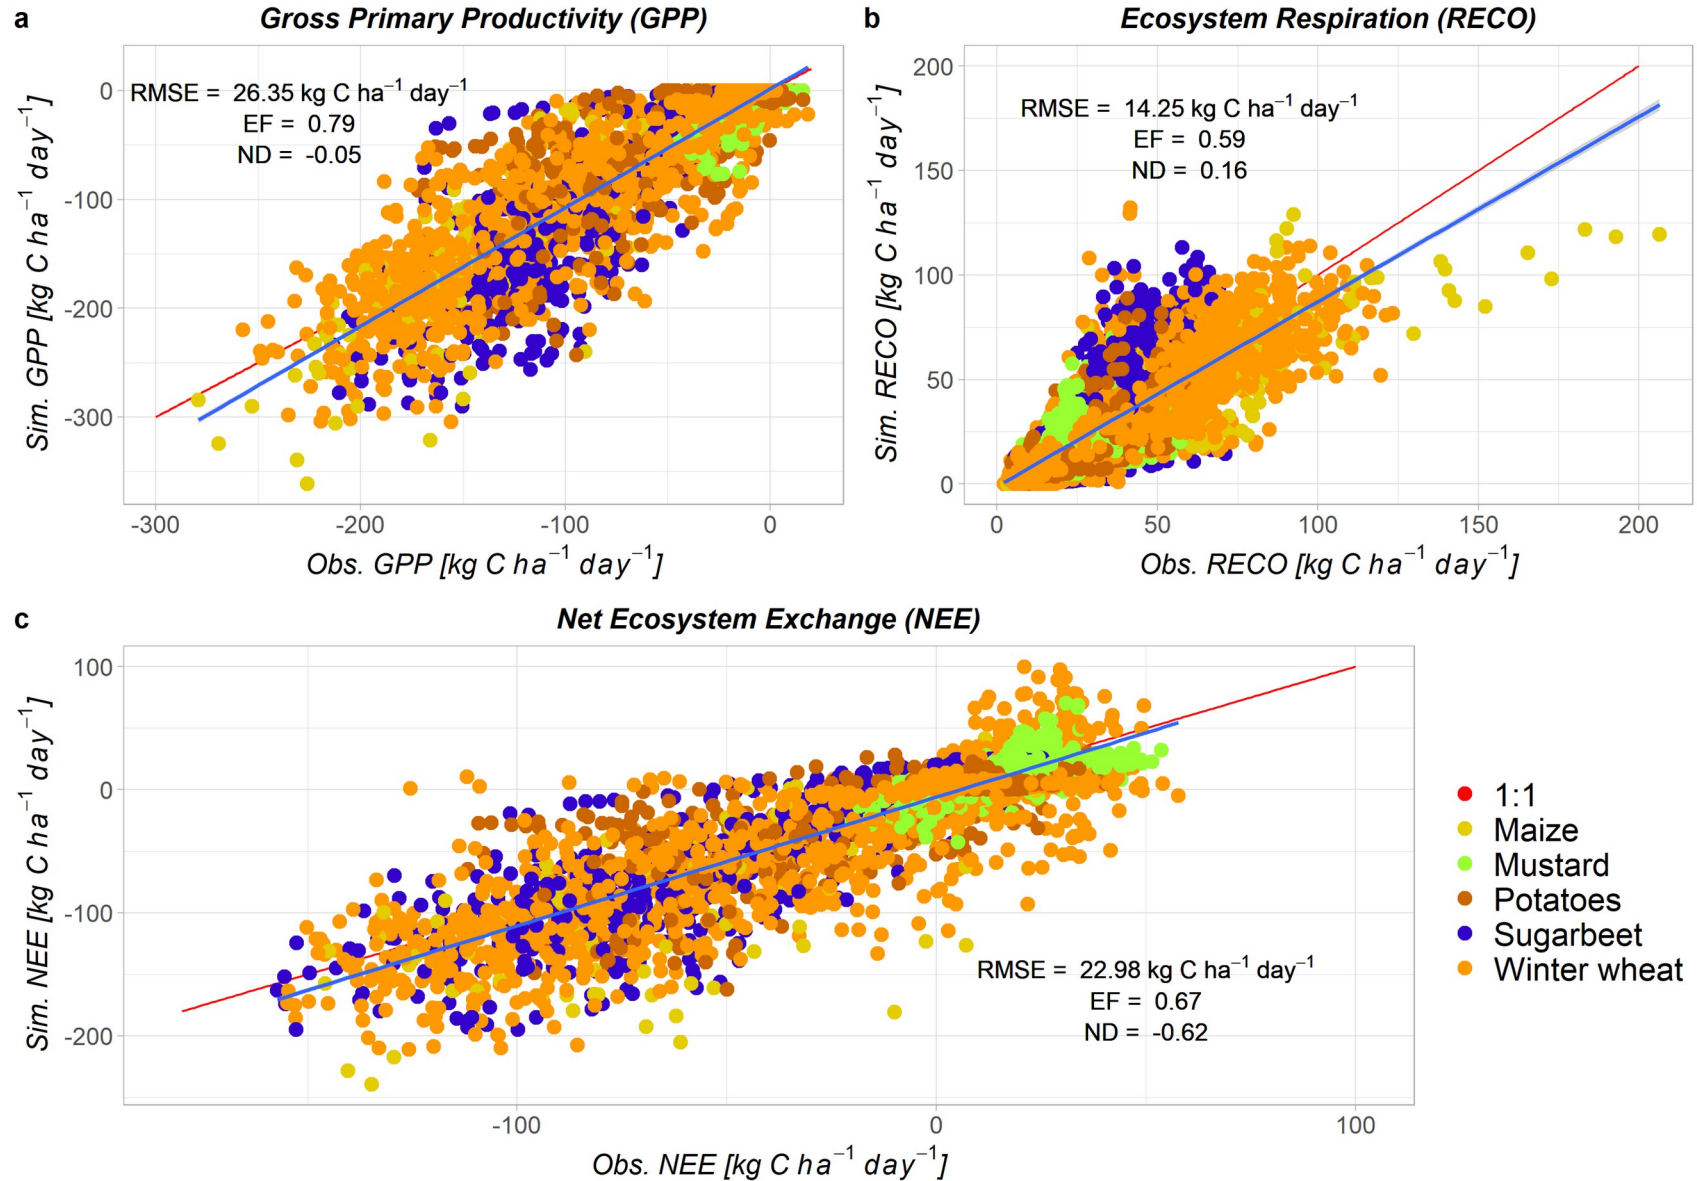 a
Gross Primary Productivity (GPP)
RMSE = 26.35 kg C ha⁻¹ day⁻¹
EF = 0.79
ND = -0.05
0
-100
-200
-300
Sim. GPP [kg C ha⁻¹ day⁻¹]
-300 -200 -100 0
Obs. GPP [kg C ha⁻¹ day⁻¹]
b
Ecosystem Respiration (RECO)
RMSE = 14.25 kg C ha⁻¹ day⁻¹
EF = 0.59
ND = 0.16
200
150
100
50
0
Sim. RECO [kg C ha⁻¹ day⁻¹]
0 50 100 150 200
Obs. RECO [kg C ha⁻¹ day⁻¹]
c
Net Ecosystem Exchange (NEE)
100
0
-100
-200
Sim. NEE [kg C ha⁻¹ day⁻¹]
RMSE = 22.98 kg C ha⁻¹ day⁻¹
EF = 0.67
ND = -0.62
-100 0 100
Obs. NEE [kg C ha⁻¹ day⁻¹]
1:1
Maize
Mustard
Potatoes
Sugarbeet
Winter wheat